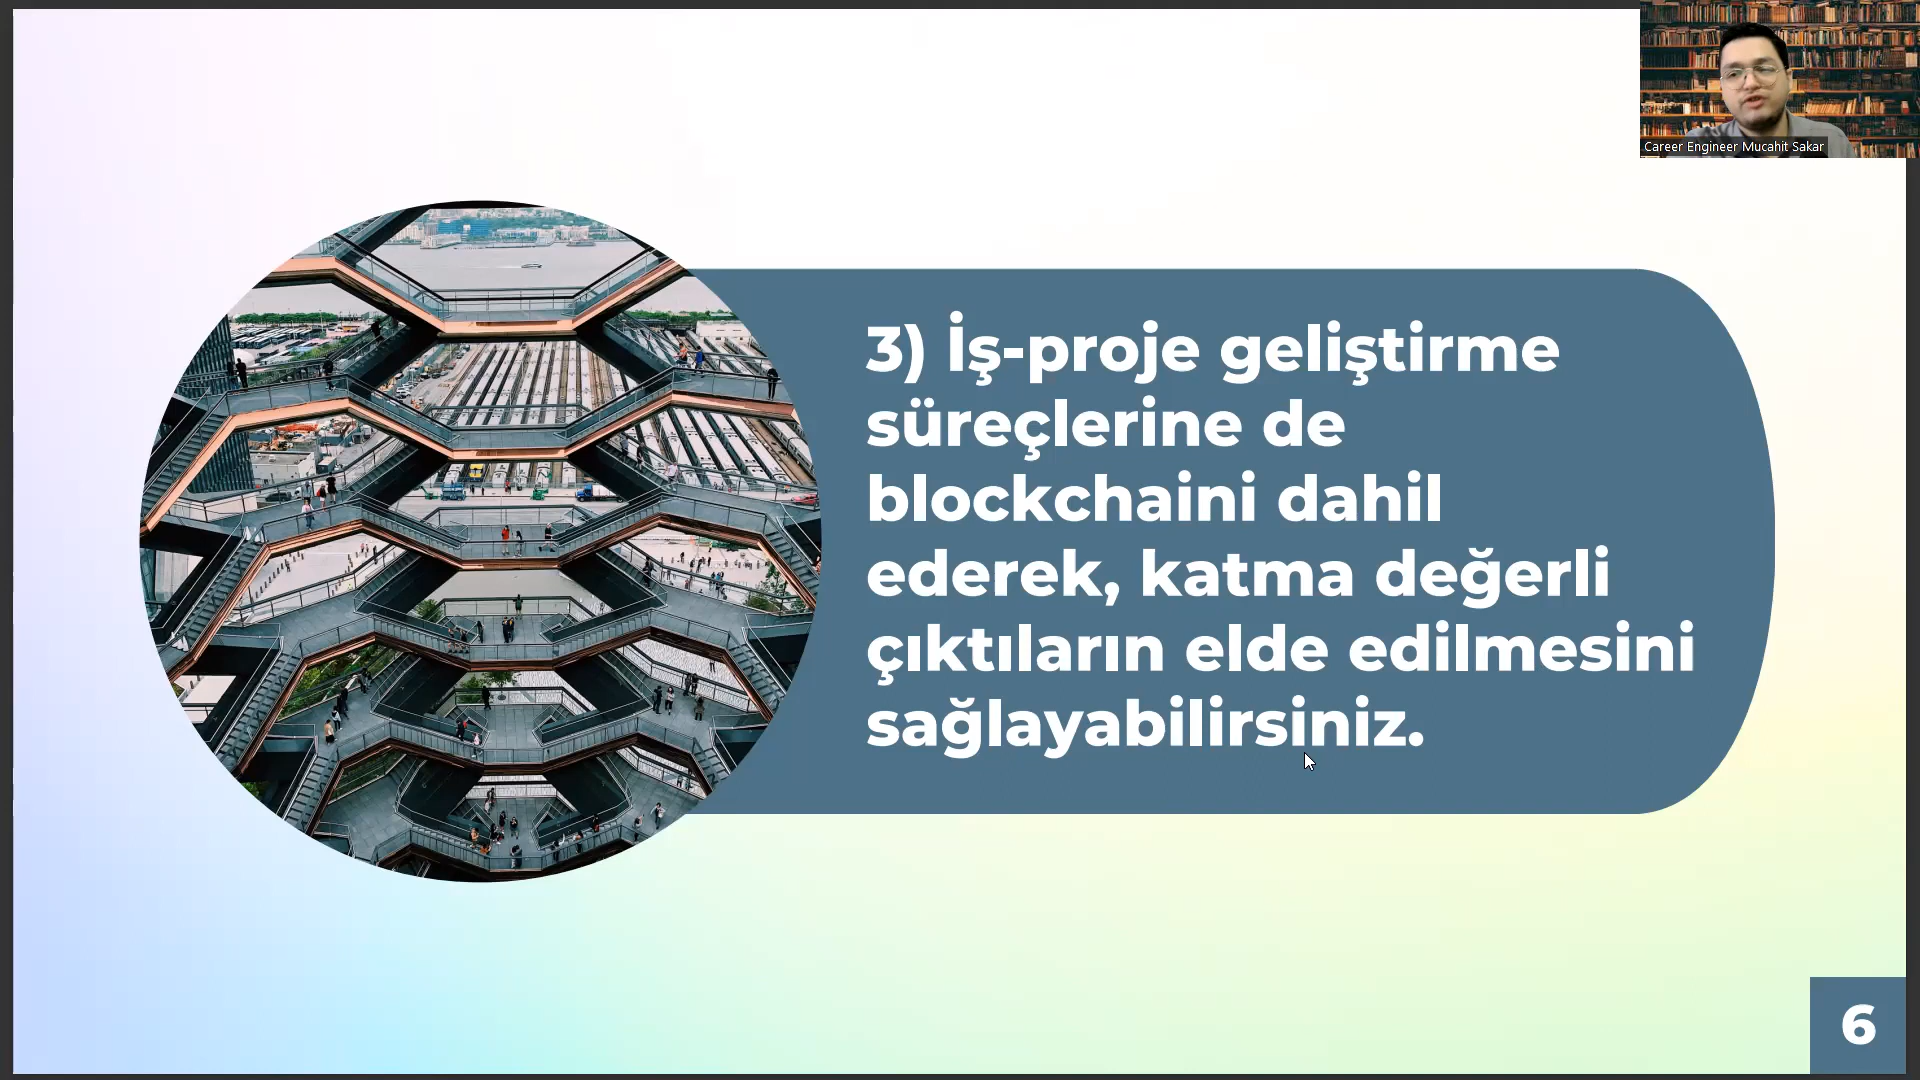 Career Engineer Mucahit Sakar
3) İş-proje geliştirme
süreçlerine de
blockchaini dahil
ederek, katma değerli
çıktıların elde edilmesini
sağlayabilirsiniz.
6